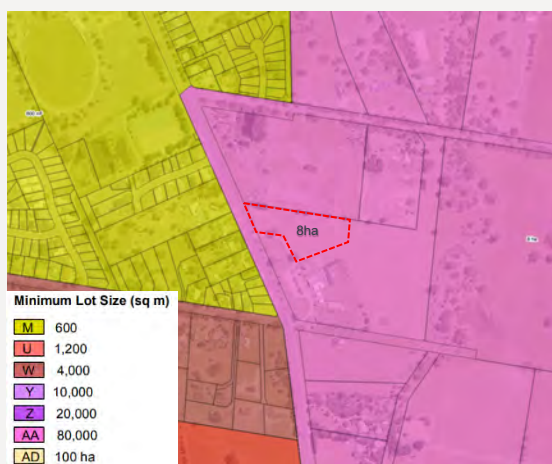 8ha
Minimum Lot Size (sq m)
M 600
U 1,200
W 4,000
Y 10,000
Z 20,000
AA 80,000
AD 100 ha